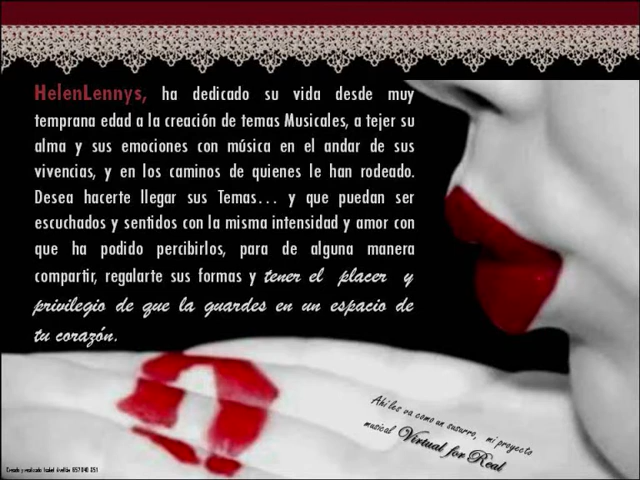 HelenLennys, ha dedicado su vida desde muy
temprana edad a la creación de temas Musicales, a tejer su
alma y sus emociones con música en el andar de sus
vivencias, y en los caminos de quienes le han rodeado.
Desea hacerte llegar sus Temas... y que puedan ser
escuchados y sentidos con la misma intensidad y amor con
que ha podido percibirlos, para de alguna manera
compartir, regalarte sus formas y tener el placer y
privilegio de que la guardes en un espacio de
tu corazón.
Ahí les va como un susurro, mi proyecto
musical Virtual for Real
Creado y realizado Isabel